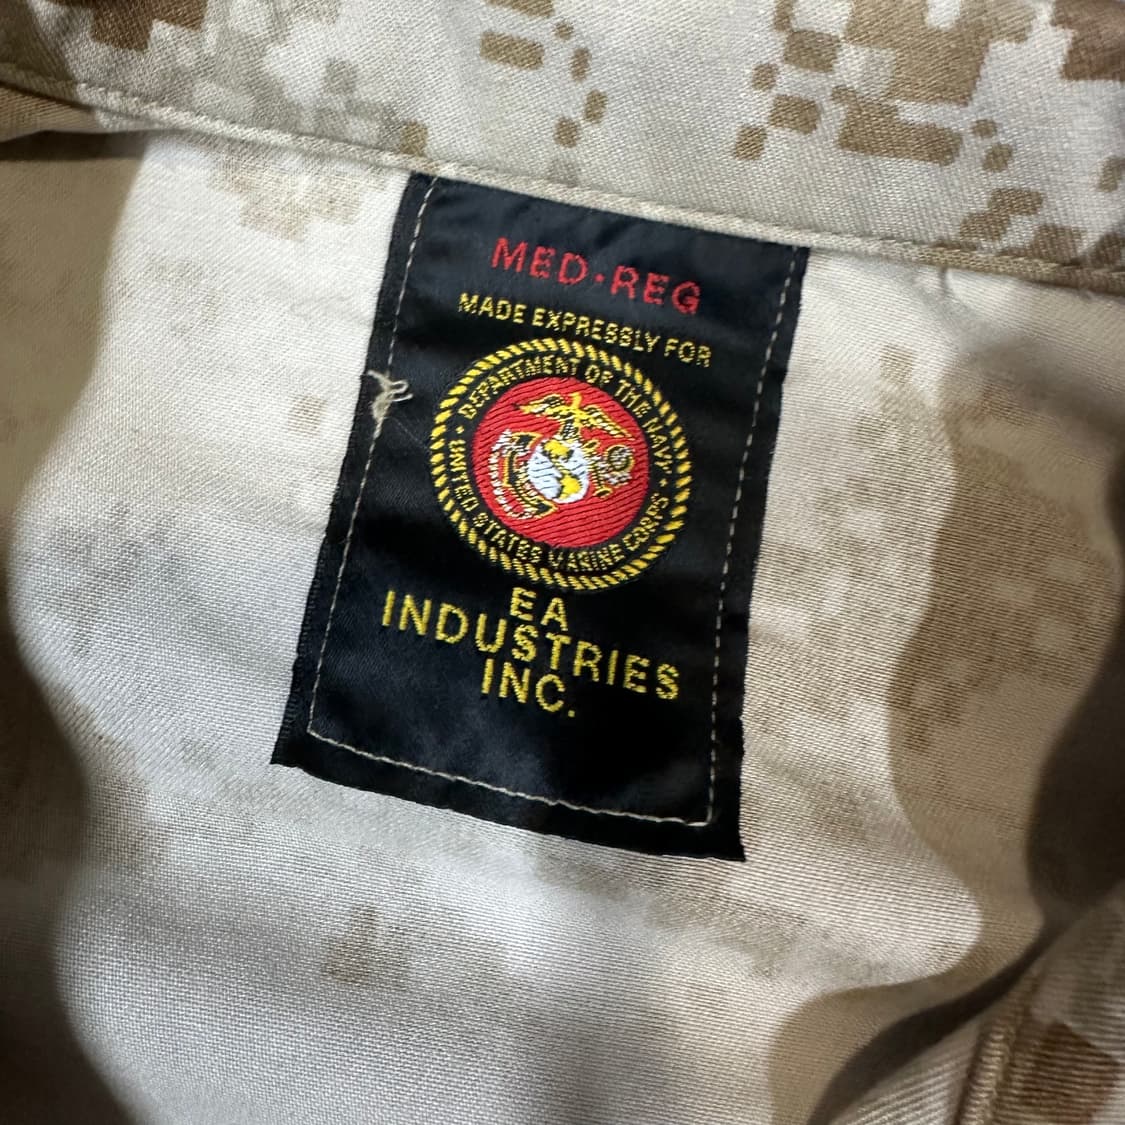 MED·REG
MADE EXPRESSLY FOR
DEPARTMENT OF THE NAVY
UNITED STATES MARINE CORPS
EA
INDUSTRIES
INC.